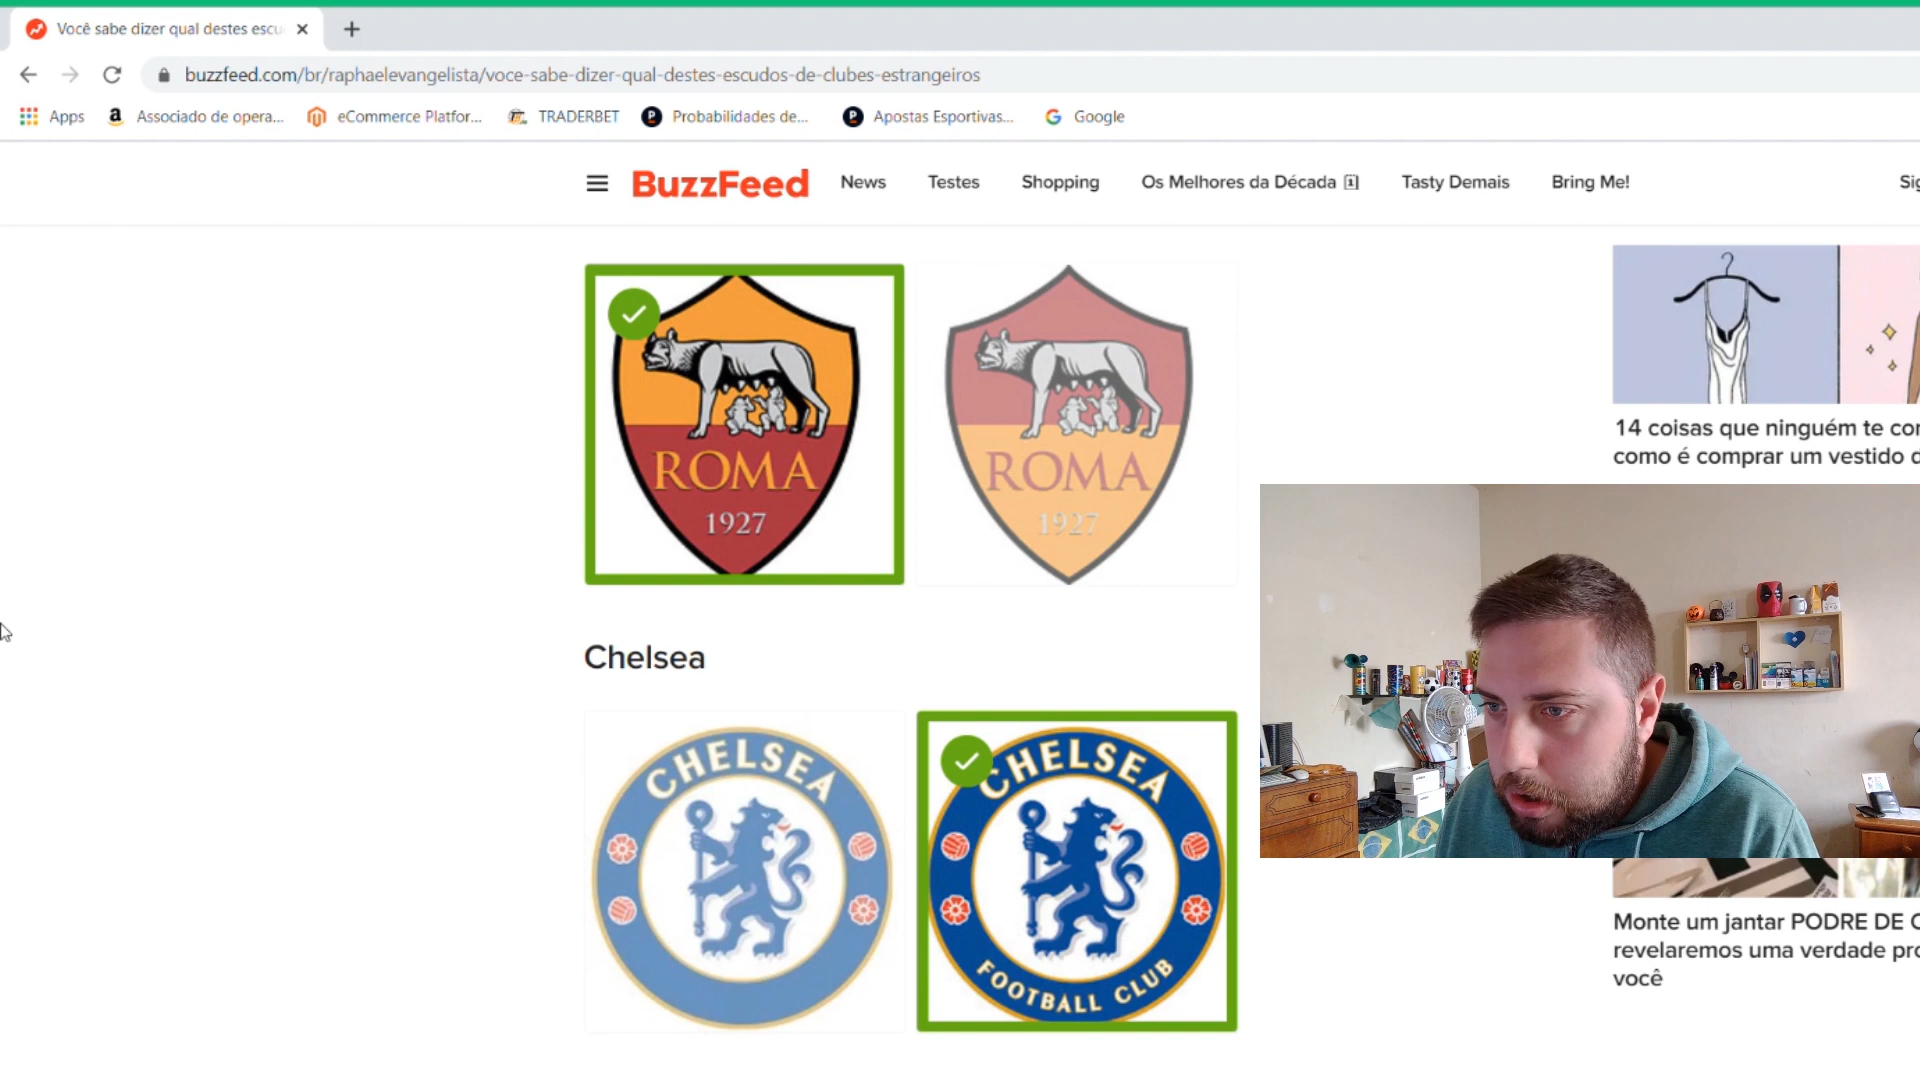 Você sabe dizer qual destes escu
buzzfeed.com/br/raphaelevangelista/voce-sabe-dizer-qual-destes-escudos-de-clubes-estrangeiros
Apps
Associado de opera...
eCommerce Platfor...
TRADERBET
Probabilidades de...
Apostas Esportivas...
Google
BuzzFeed
News
Testes
Shopping
Os Melhores da Década 1
Tasty Demais
Bring Me!
Sig
ROMA
1927
ROMA
1927
14 coisas que ninguém te cor
como é comprar um vestido d
Chelsea
CHELSEA
CHELSEA
FOOTBALL CLUB
Monte um jantar PODRE DE C
revelaremos uma verdade pro
você